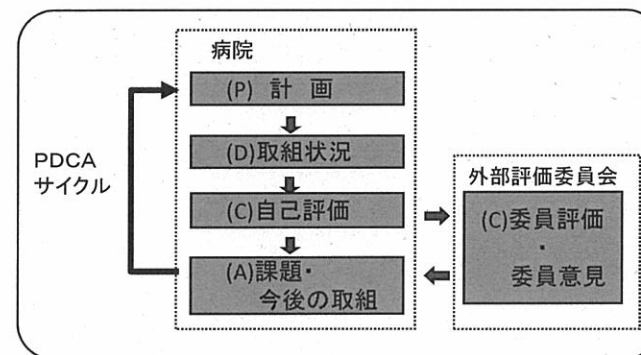 病院
(P) 計 画
(D)取組状況
PDCA
サイクル
(C)自己評価
(A)課題・
今後の取組
外部評価委員会
(C)委員評価
・
委員意見